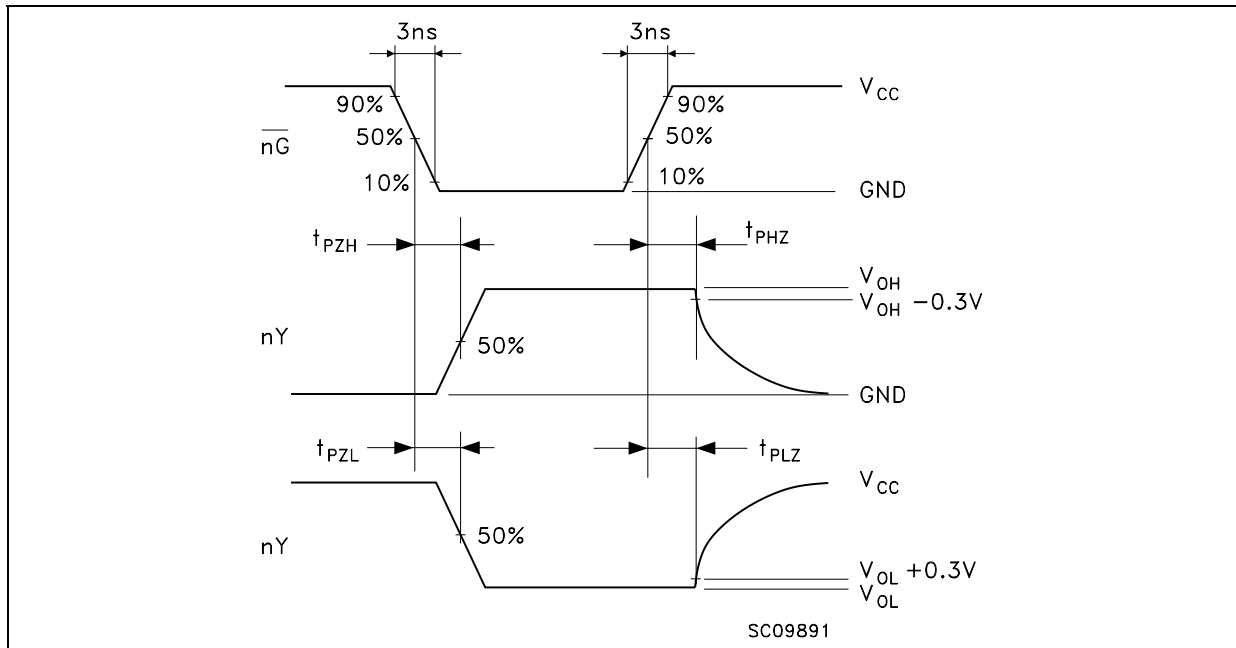 3ns 3ns
V_CC
90% 90%
50% 50%
n̅G̅
10% 10%
GND
t_PZH t_PHZ
V_OH
V_OH −0.3V
nY
50%
GND
t_PZL t_PLZ
V_CC
50%
nY
V_OL +0.3V
V_OL
SC09891